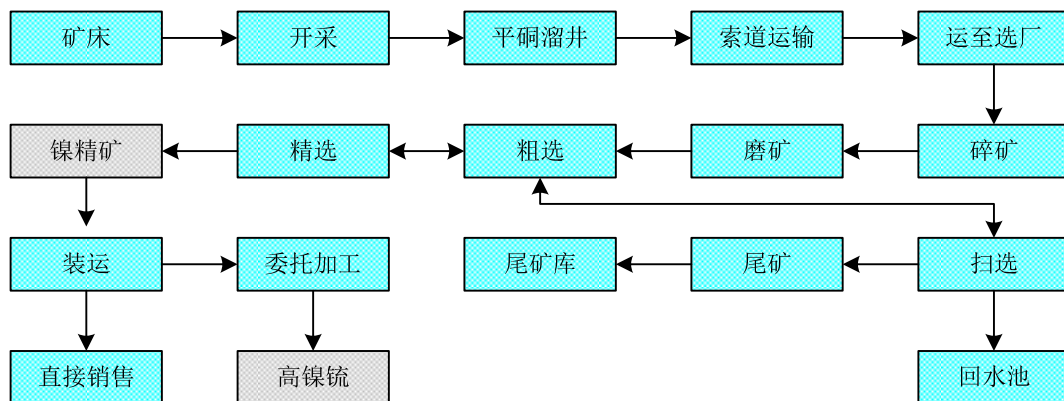 矿床
开采
平硐溜井
索道运输
运至选厂
镍精矿
精选
粗选
磨矿
碎矿
装运
委托加工
尾矿库
尾矿
扫选
直接销售
高镍锍
回水池